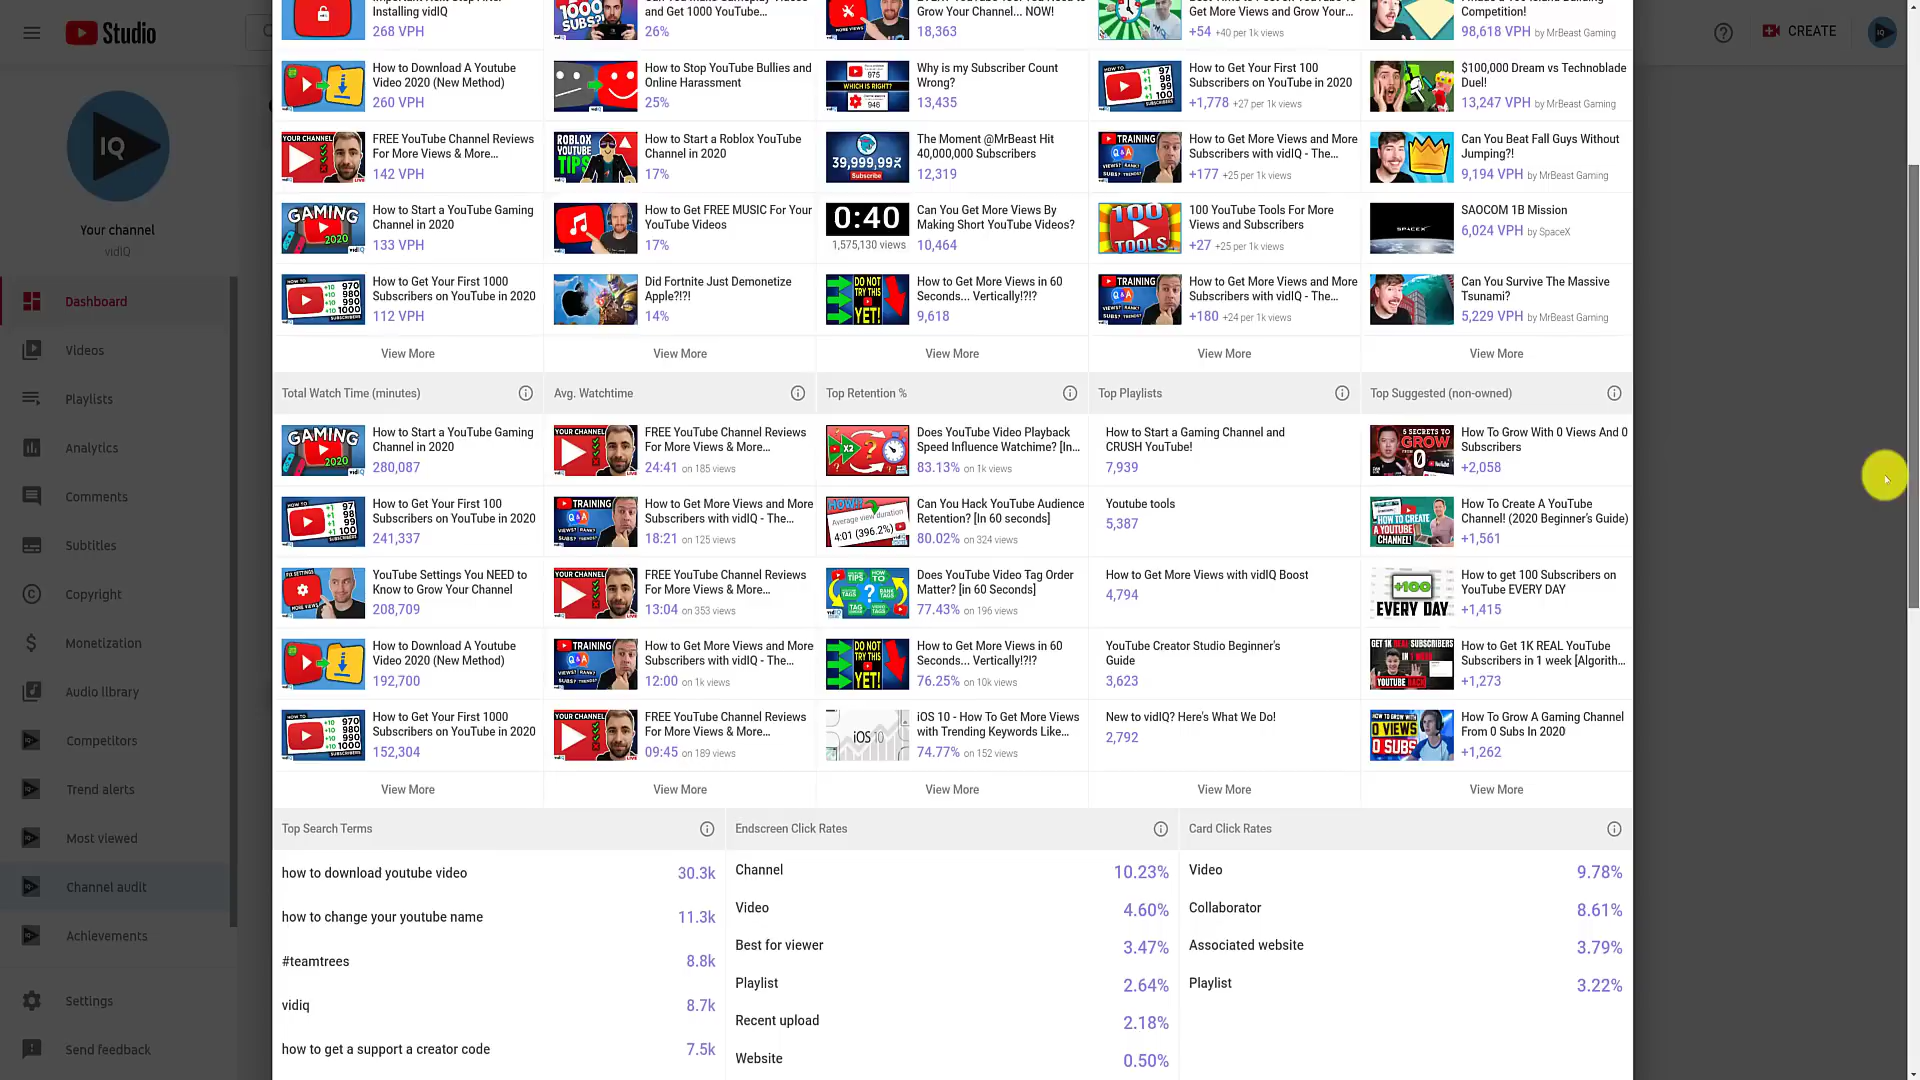 Studio
CREATE
IQ
Your channel
vidIQ
Dashboard
Videos
Playlists
Analytics
Comments
Subtitles
Copyright
Monetization
Audio library
Competitors
Trend alerts
Most viewed
Channel audit
Achievements
Settings
Send feedback
Installing vidIQ
268 VPH
How to Download A Youtube
Video 2020 (New Method)
260 VPH
FREE YouTube Channel Reviews
For More Views & More...
142 VPH
How to Start a YouTube Gaming
Channel in 2020
133 VPH
How to Get Your First 1000
Subscribers on YouTube in 2020
112 VPH
View More
and Get 1000 YouTube...
26%
How to Stop YouTube Bullies and
Online Harassment
25%
How to Start a Roblox YouTube
Channel in 2020
17%
How to Get FREE MUSIC For Your
YouTube Videos
17%
Did Fortnite Just Demonetize
Apple?!?!
14%
View More
Grow Your Channel... NOW!
18,363
Why is my Subscriber Count
Wrong?
13,435
The Moment @MrBeast Hit
40,000,000 Subscribers
12,319
0:40
1,575,130 views
Can You Get More Views By
Making Short YouTube Videos?
10,464
How to Get More Views in 60
Seconds... Vertically!?!?
9,618
View More
Get More Views and Grow Your...
+54 +40 per 1k views
How to Get Your First 100
Subscribers on YouTube in 2020
+1,778 +27 per 1k views
How to Get More Views and More
Subscribers with vidIQ - The...
+177 +25 per 1k views
100 YouTube Tools For More
Views and Subscribers
+27 +25 per 1k views
How to Get More Views and More
Subscribers with vidIQ - The...
+180 +24 per 1k views
View More
Competition!
98,618 VPH by MrBeast Gaming
$100,000 Dream vs Technoblade
Duel!
13,247 VPH by MrBeast Gaming
Can You Beat Fall Guys Without
Jumping?!
9,194 VPH by MrBeast Gaming
SAOCOM 1B Mission
6,024 VPH by SpaceX
Can You Survive The Massive
Tsunami?
5,229 VPH by MrBeast Gaming
View More
Total Watch Time (minutes)
How to Start a YouTube Gaming
Channel in 2020
280,087
How to Get Your First 100
Subscribers on YouTube in 2020
241,337
YouTube Settings You NEED to
Know to Grow Your Channel
208,709
How to Download A Youtube
Video 2020 (New Method)
192,700
How to Get Your First 1000
Subscribers on YouTube in 2020
152,304
View More
Avg. Watchtime
FREE YouTube Channel Reviews
For More Views & More...
24:41 on 185 views
How to Get More Views and More
Subscribers with vidIQ - The...
18:21 on 125 views
FREE YouTube Channel Reviews
For More Views & More...
13:04 on 353 views
How to Get More Views and More
Subscribers with vidIQ - The...
12:00 on 1k views
FREE YouTube Channel Reviews
For More Views & More...
09:45 on 189 views
View More
Top Retention %
Does YouTube Video Playback
Speed Influence Watchime? [In...
83.13% on 1k views
Can You Hack YouTube Audience
Retention? [In 60 seconds]
80.02% on 324 views
Does YouTube Video Tag Order
Matter? [in 60 Seconds]
77.43% on 196 views
How to Get More Views in 60
Seconds... Vertically!?!?
76.25% on 10k views
iOS 10 - How To Get More Views
with Trending Keywords Like...
74.77% on 152 views
View More
Top Playlists
How to Start a Gaming Channel and
CRUSH YouTube!
7,939
Youtube tools
5,387
How to Get More Views with vidIQ Boost
4,794
YouTube Creator Studio Beginner's
Guide
3,623
New to vidIQ? Here's What We Do!
2,792
View More
Top Suggested (non-owned)
How To Grow With 0 Views And 0
Subscribers
+2,058
How To Create A YouTube
Channel! (2020 Beginner's Guide)
+1,561
How to get 100 Subscribers on
YouTube EVERY DAY
+1,415
How to Get 1K REAL YouTube
Subscribers in 1 week [Algorith...
+1,273
How To Grow A Gaming Channel
From 0 Subs In 2020
+1,262
View More
Top Search Terms
how to download youtube video 30.3k
how to change your youtube name 11.3k
#teamtrees 8.8k
vidiq 8.7k
how to get a support a creator code 7.5k
Endscreen Click Rates
Channel 10.23%
Video 4.60%
Best for viewer 3.47%
Playlist 2.64%
Recent upload 2.18%
Website 0.50%
Card Click Rates
Video 9.78%
Collaborator 8.61%
Associated website 3.79%
Playlist 3.22%